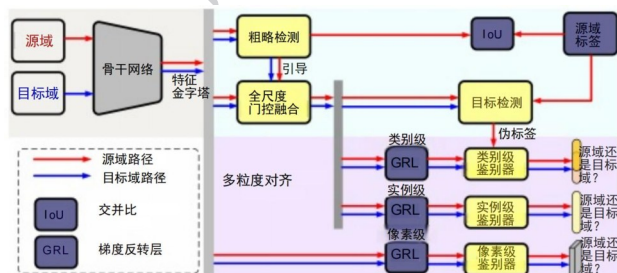 源域
目标域
骨干网络
特征
金字塔
粗略检测
引导
全尺度
门控融合
IoU
源域
标签
目标检测
伪标签
多粒度对齐
类别级
GRL
类别级
鉴别器
源域还
是目标
域?
实例级
GRL
实例级
鉴别器
源域还
是目标
域?
像素级
GRL
像素级
鉴别器
源域还
是目标
域?
源域路径
目标域路径
IoU
交并比
GRL
梯度反转层